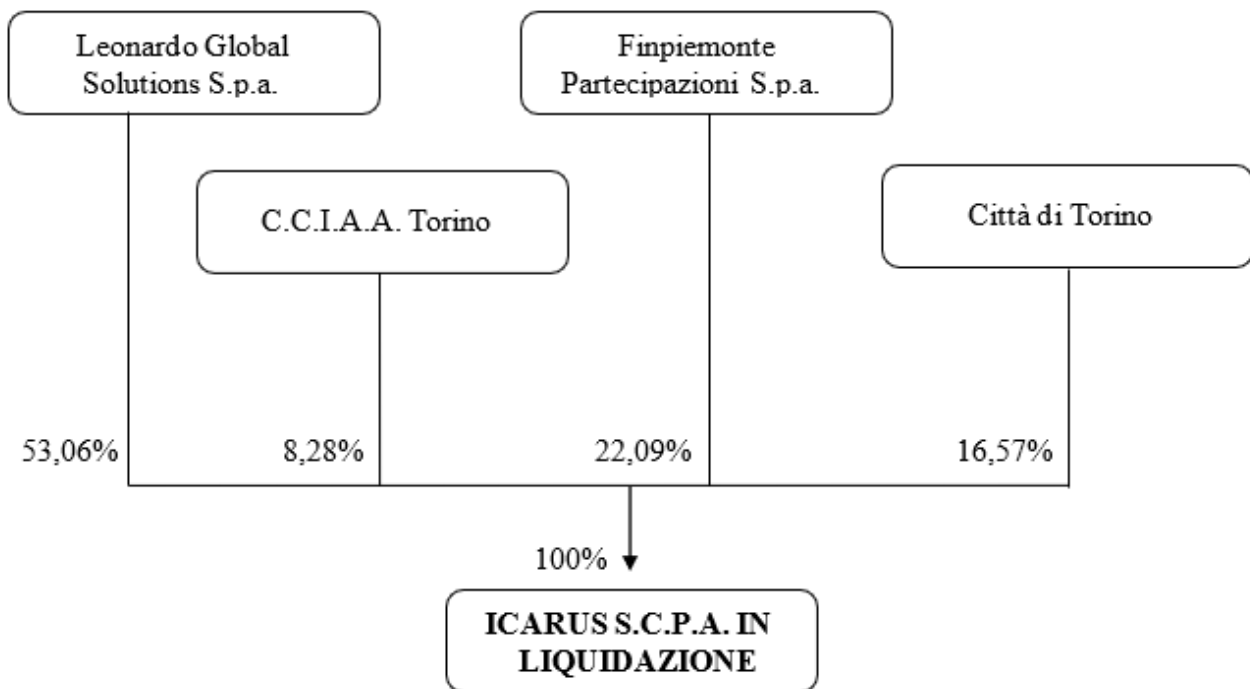 Leonardo Global
Solutions S.p.a.
Finpiemonte
Partecipazioni S.p.a.
C.C.I.A.A. Torino
Città di Torino
53,06%
8,28%
22,09%
16,57%
100%
ICARUS S.C.P.A. IN
LIQUIDAZIONE